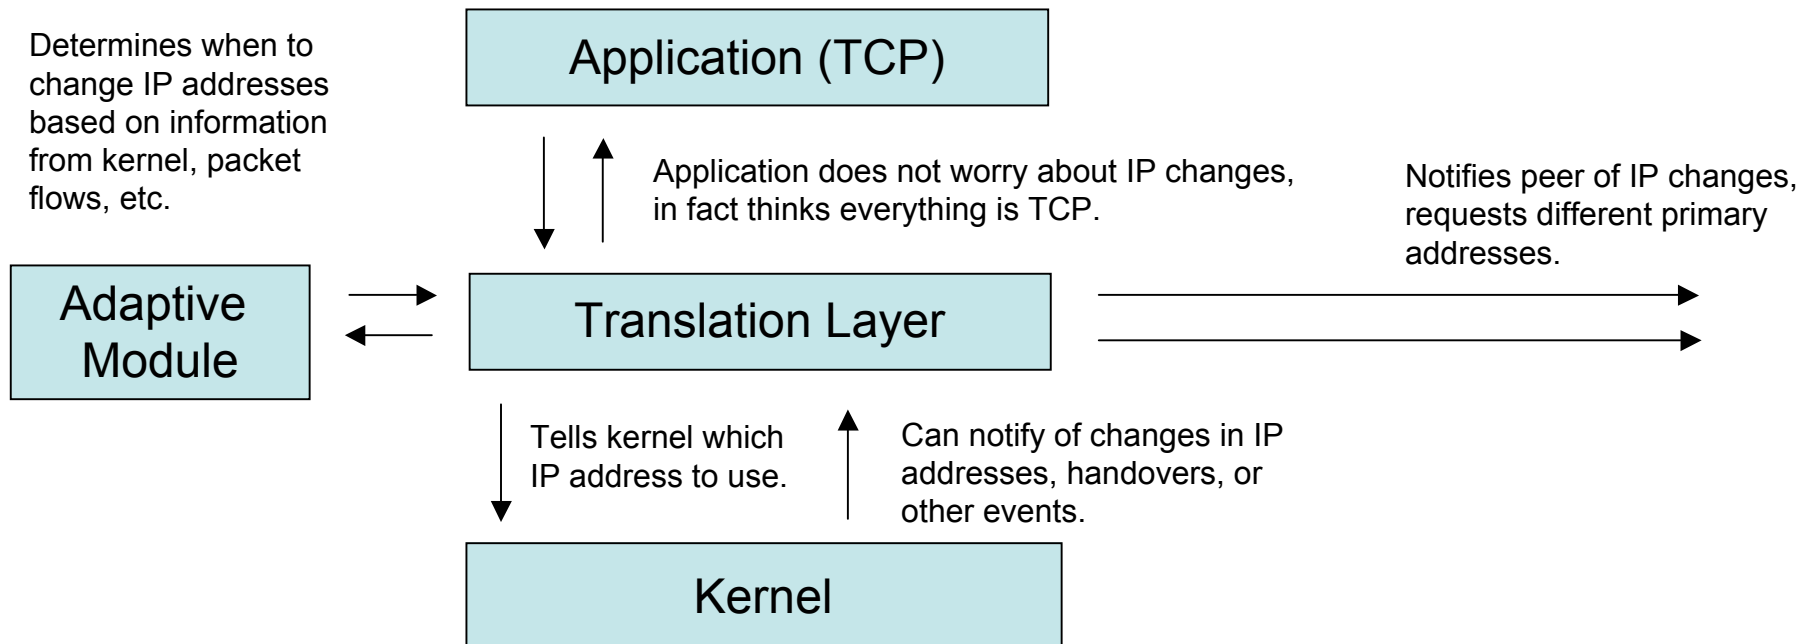 Determines when to
change IP addresses
based on information
from kernel, packet
flows, etc.
Application (TCP)
Application does not worry about IP changes,
in fact thinks everything is TCP.
Notifies peer of IP changes,
requests different primary
addresses.
Adaptive
Module
Translation Layer
Tells kernel which
IP address to use.
Can notify of changes in IP
addresses, handovers, or
other events.
Kernel